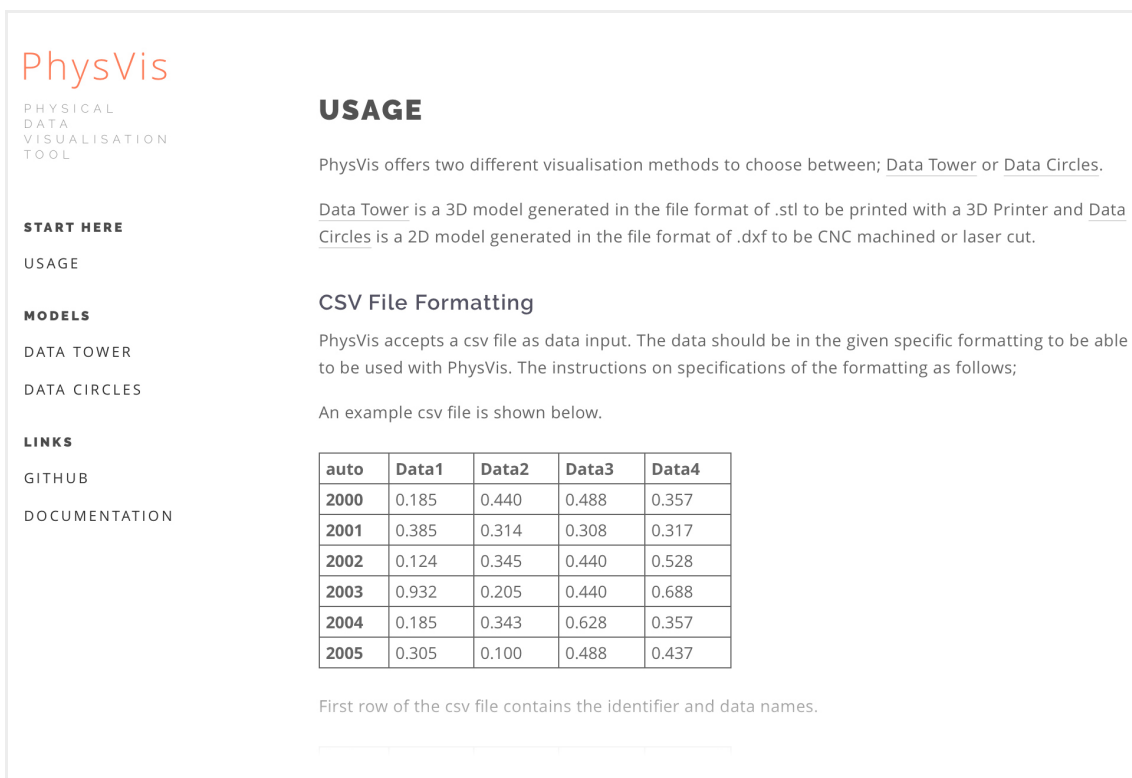 PhysVis
PHYSICAL
DATA
VISUALISATION
TOOL
START HERE
USAGE
MODELS
DATA TOWER
DATA CIRCLES
LINKS
GITHUB
DOCUMENTATION
USAGE
PhysVis offers two different visualisation methods to choose between; Data Tower or Data Circles.
Data Tower is a 3D model generated in the file format of .stl to be printed with a 3D Printer and Data
Circles is a 2D model generated in the file format of .dxf to be CNC machined or laser cut.
CSV File Formatting
PhysVis accepts a csv file as data input. The data should be in the given specific formatting to be able
to be used with PhysVis. The instructions on specifications of the formatting as follows;
An example csv file is shown below.
auto Data1 Data2 Data3 Data4
2000 0.185 0.440 0.488 0.357
2001 0.385 0.314 0.308 0.317
2002 0.124 0.345 0.440 0.528
2003 0.932 0.205 0.440 0.688
2004 0.185 0.343 0.628 0.357
2005 0.305 0.100 0.488 0.437
First row of the csv file contains the identifier and data names.